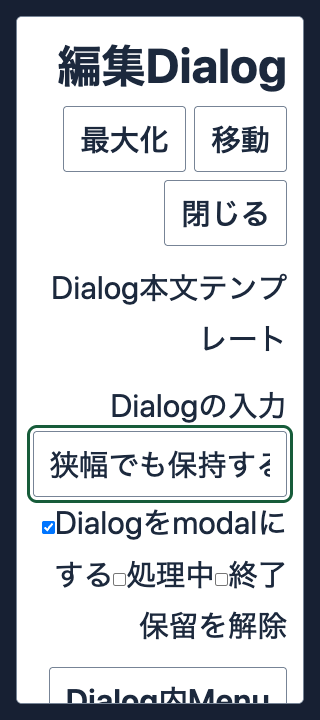 編集Dialog
最大化 移動
閉じる
Dialog本文テンプ
レート
Dialogの入力
狭幅でも保持する
Dialogをmodalに
する 処理中 終了
保留を解除
Dialog内Menu